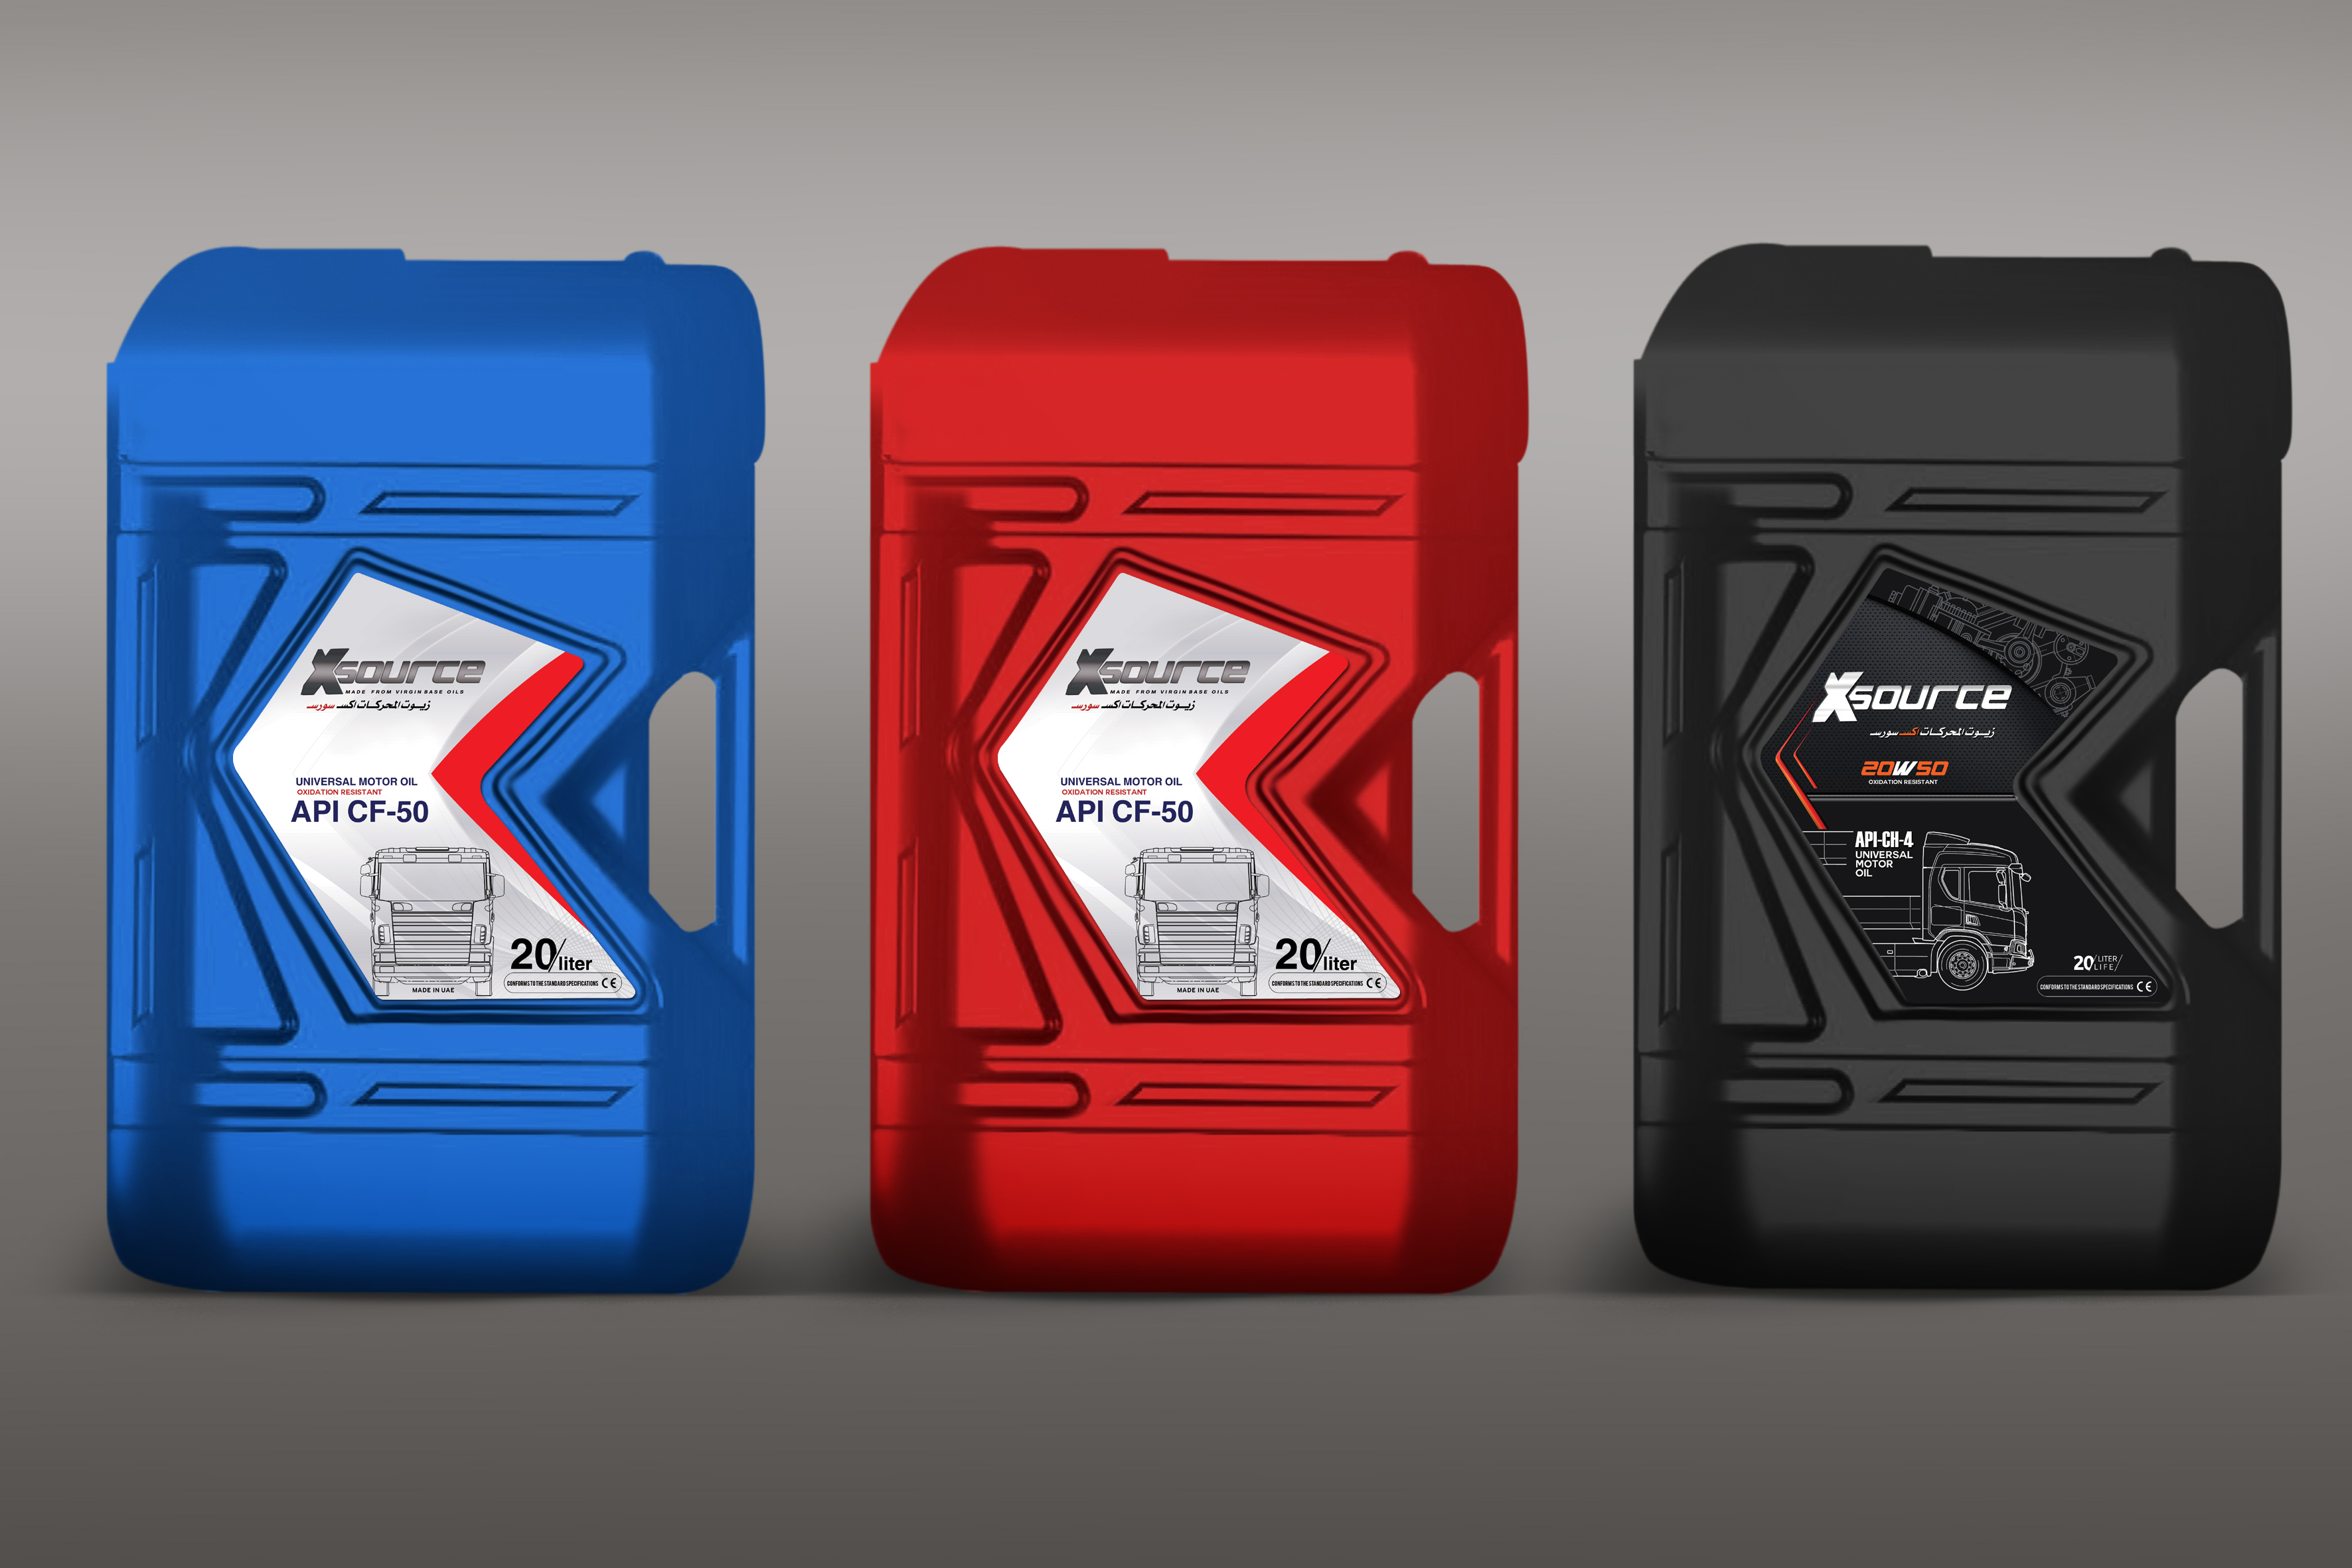 Xsource
MADE FROM VIRGIN BASE OILS
زيوت المحركات اكس سورس
UNIVERSAL MOTOR OIL
OXIDATION RESISTANT
API CF-50
20/liter
CONFORMS TO THE STANDARD SPECIFICATIONS CE
MADE IN UAE
Xsource
MADE FROM VIRGIN BASE OILS
زيوت المحركات اكس سورس
UNIVERSAL MOTOR OIL
OXIDATION RESISTANT
API CF-50
20/liter
CONFORMS TO THE STANDARD SPECIFICATIONS CE
MADE IN UAE
Xsource
زيوت المحركات اكس سورس
20W50
OXIDATION RESISTANT
API-CH-4
UNIVERSAL
MOTOR
OIL
20/LITER/
LIFE/
CONFORMS TO THE STANDARD SPECIFICATIONS CE